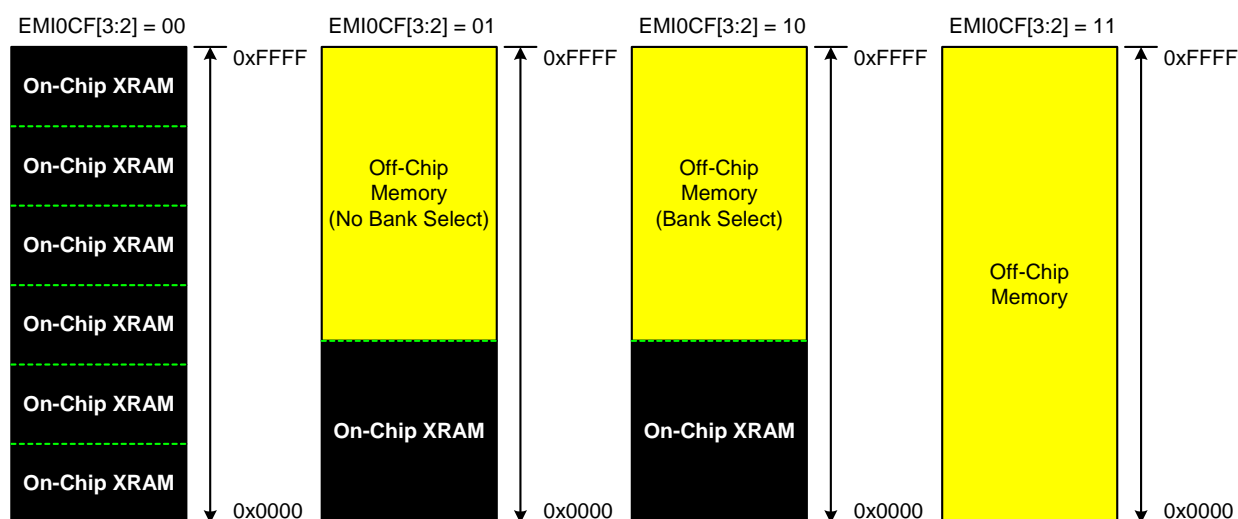 EMI0CF[3:2] = 00
0xFFFF
On-Chip XRAM
On-Chip XRAM
On-Chip XRAM
On-Chip XRAM
On-Chip XRAM
On-Chip XRAM
0x0000
EMI0CF[3:2] = 01
0xFFFF
Off-Chip
Memory
(No Bank Select)
On-Chip XRAM
0x0000
EMI0CF[3:2] = 10
0xFFFF
Off-Chip
Memory
(Bank Select)
On-Chip XRAM
0x0000
EMI0CF[3:2] = 11
0xFFFF
Off-Chip
Memory
0x0000